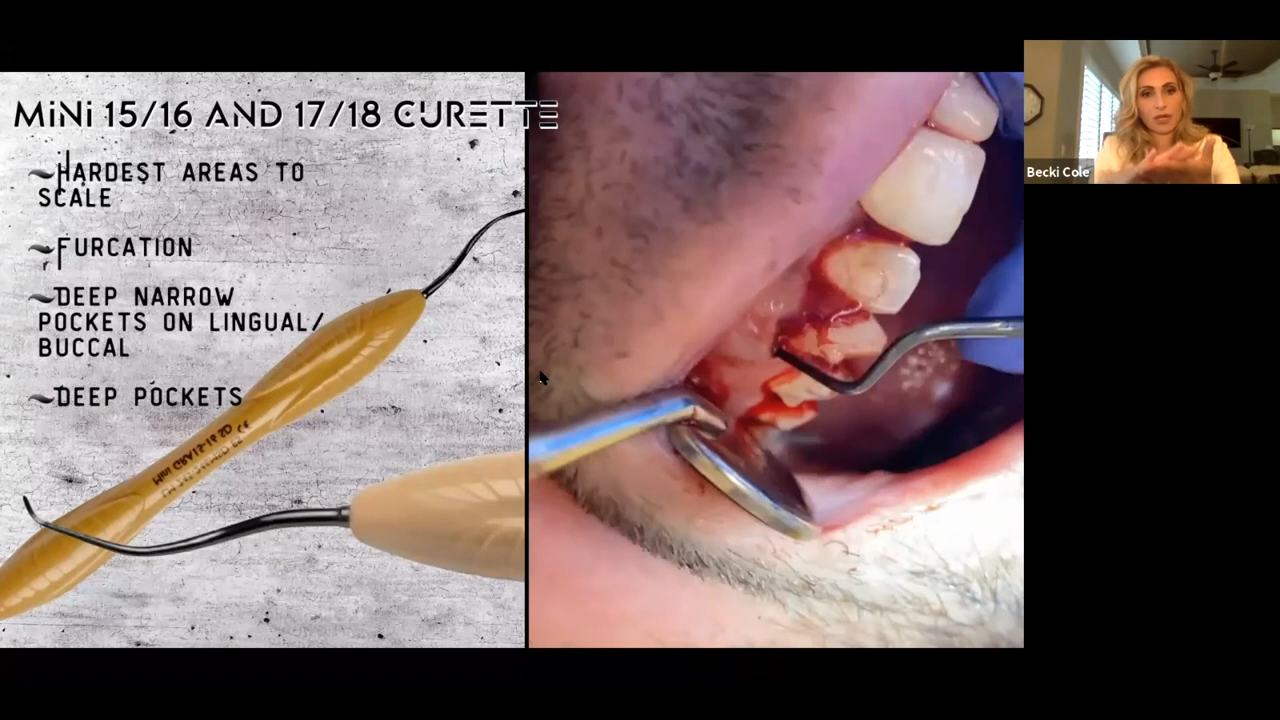 MiNi 15/16 AND 17/18 CURETTE
~HARDEST AREAS TO
SCALE
~FURCATION
~DEEP NARROW
POCKETS ON LINGUAL/
BUCCAL
~DEEP POCKETS
Becki Cole